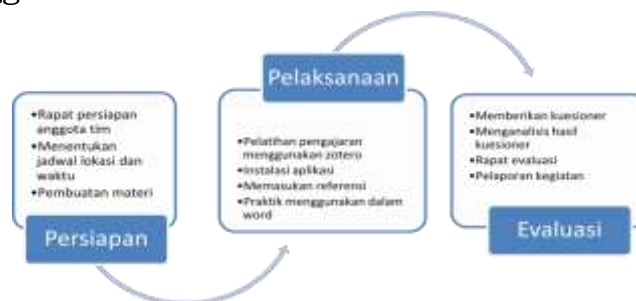 •Rapat persiapan
anggota tim
•Menentukan
jadwal lokasi dan
waktu
•Pembuatan materi
Persiapan
Pelaksanaan
•Pelatihan pengajaran
menggunakan zotero
•Instalasi aplikasi
•Memasukan referensi
•Praktik menggunakan dalam
word
•Memberikan kuesioner
•Menganalisis hasil
kuesioner
•Rapat evaluasi
•Pelaporan kegiatan
Evaluasi